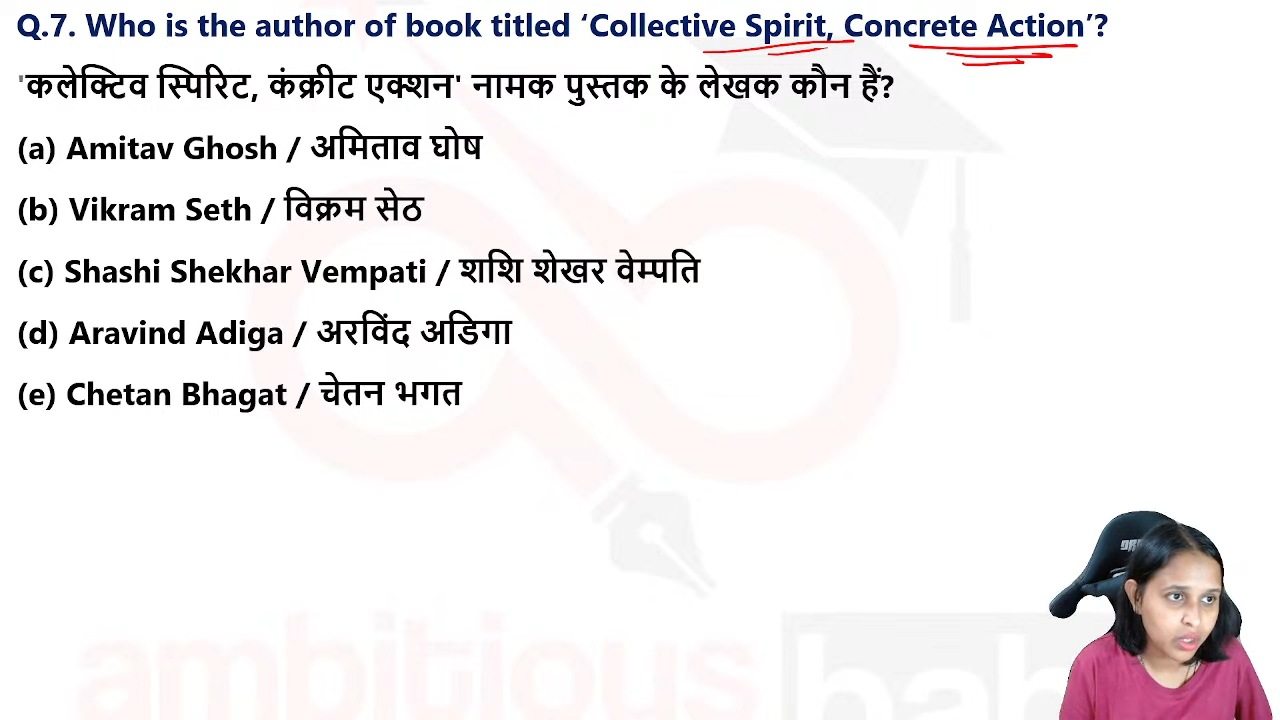 Q.7. Who is the author of book titled ‘Collective Spirit, Concrete Action’?
'कलेक्टिव स्पिरिट, कंक्रीट एक्शन' नामक पुस्तक के लेखक कौन हैं?
(a) Amitav Ghosh / अमिताव घोष
(b) Vikram Seth / विक्रम सेठ
(c) Shashi Shekhar Vempati / शशि शेखर वेम्पति
(d) Aravind Adiga / अरविंद अडिगा
(e) Chetan Bhagat / चेतन भगत
ambitious